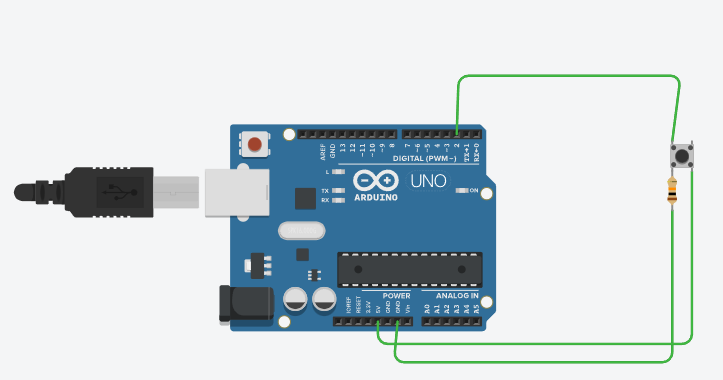 AREF
GND
13
12
~11
~10
~9
8
7
~6
~5
4
~3
2
TX→1
RX←0
DIGITAL (PWM~)
L
TX
RX
UNO
ARDUINO
ON
POWER
ANALOG IN
IOREF
RESET
3.3V
5V
GND
GND
Vin
A0
A1
A2
A3
A4
A5